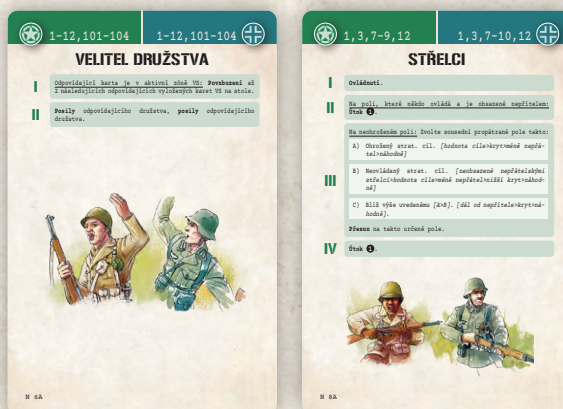 1-12,101-104 1-12,101-104
VELITEL DRUŽSTVA
I Odpovídající karta je v aktivní zóně VS: Povzbuzení až
2 následujících odpovídajících vyložených karet VS na stole.
II Posily odpovídajícího družstva, posily odpovídajícího
družstva.
N 6A
1,3,7-9,12 1,3,7-10,12
STŘELCI
I Ovládnutí.
II Na poli, které někdo ovládá a je obsazené nepřítelem:
Útok 1.
III Na neohroženém poli: Zvolte sousední propátrané pole takto:
A) Ohrožený strat. cíl. [hodnota cíle>kryt>méně nepřá-
tel>náhodně]
B) Neovládaný strat. cíl. [neobsazené nepřátelskými
střelci>hodnota cíle>méně nepřátel>nižší kryt>náhod-
ně]
C) Blíž výše uvedenému [A>B]. [dál od nepřítele>kryt>ná-
hodně].
Přesun na takto určené pole.
IV Útok 1.
N 8A